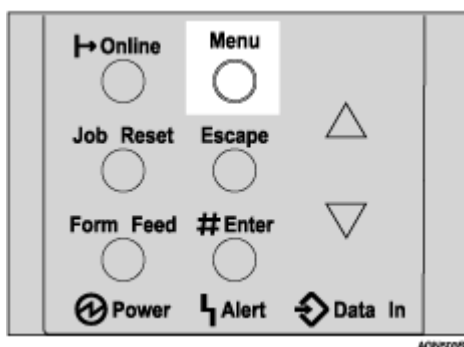 Online Menu
Job Reset Escape
Form Feed # Enter
Power Alert Data In